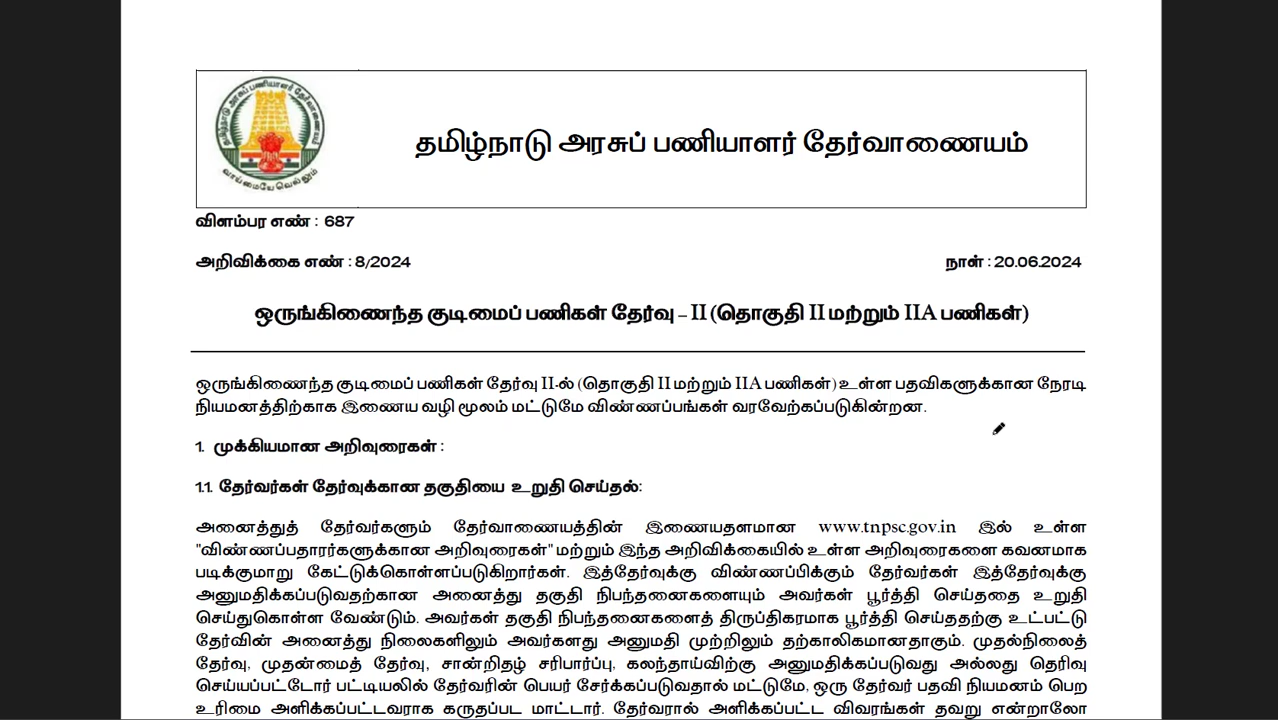 தமிழ்நாடு அரசுப் பணியாளர் தேர்வாணையம்
வாய்மையே வெல்லும்
தமிழ்நாடு அரசுப் பணியாளர் தேர்வாணையம்
விளம்பர எண் : 687
அறிவிக்கை எண் : 8/2024 நாள் : 20.06.2024
ஒருங்கிணைந்த குடிமைப் பணிகள் தேர்வு – II (தொகுதி II மற்றும் IIA பணிகள்)
ஒருங்கிணைந்த குடிமைப் பணிகள் தேர்வு II-ல் (தொகுதி II மற்றும் IIA பணிகள்) உள்ள பதவிகளுக்கான நேரடி
நியமனத்திற்காக இணைய வழி மூலம் மட்டுமே விண்ணப்பங்கள் வரவேற்கப்படுகின்றன.
1. முக்கியமான அறிவுரைகள் :
1.1. தேர்வர்கள் தேர்வுக்கான தகுதியை உறுதி செய்தல்:
அனைத்துத் தேர்வர்களும் தேர்வாணையத்தின் இணையதளமான www.tnpsc.gov.in இல் உள்ள
"விண்ணப்பதாரர்களுக்கான அறிவுரைகள்" மற்றும் இந்த அறிவிக்கையில் உள்ள அறிவுரைகளை கவனமாக
படிக்குமாறு கேட்டுக்கொள்ளப்படுகிறார்கள். இத்தேர்வுக்கு விண்ணப்பிக்கும் தேர்வர்கள் இத்தேர்வுக்கு
அனுமதிக்கப்படுவதற்கான அனைத்து தகுதி நிபந்தனைகளையும் அவர்கள் பூர்த்தி செய்ததை உறுதி
செய்துகொள்ள வேண்டும். அவர்கள் தகுதி நிபந்தனைகளைத் திருப்திகரமாக பூர்த்தி செய்ததற்கு உட்பட்டு
தேர்வின் அனைத்து நிலைகளிலும் அவர்களது அனுமதி முற்றிலும் தற்காலிகமானதாகும். முதல்நிலைத்
தேர்வு, முதன்மைத் தேர்வு, சான்றிதழ் சரிபார்ப்பு, கலந்தாய்விற்கு அனுமதிக்கப்படுவது அல்லது தெரிவு
செய்யப்பட்டோர் பட்டியலில் தேர்வரின் பெயர் சேர்க்கப்படுவதால் மட்டுமே, ஒரு தேர்வர் பதவி நியமனம் பெற
உரிமை அளிக்கப்பட்டவராக கருதப்பட மாட்டார். தேர்வரால் அளிக்கப்பட்ட விவரங்கள் தவறு என்றாலோ